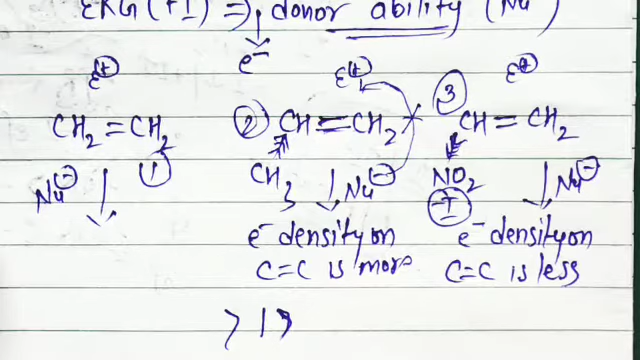 ERG (+I) => donor ability (Nu
e⁻
E⊕ E⊕ E⊕
CH₂=CH₂ ② CH=CH₂ ③ CH=CH₂
Nu⊖ ① CH₃ Nu⊖ NO₂ Nu⊖
-I
e⁻ density on e⁻ density on
C=C is more C=C is less
> 1 >